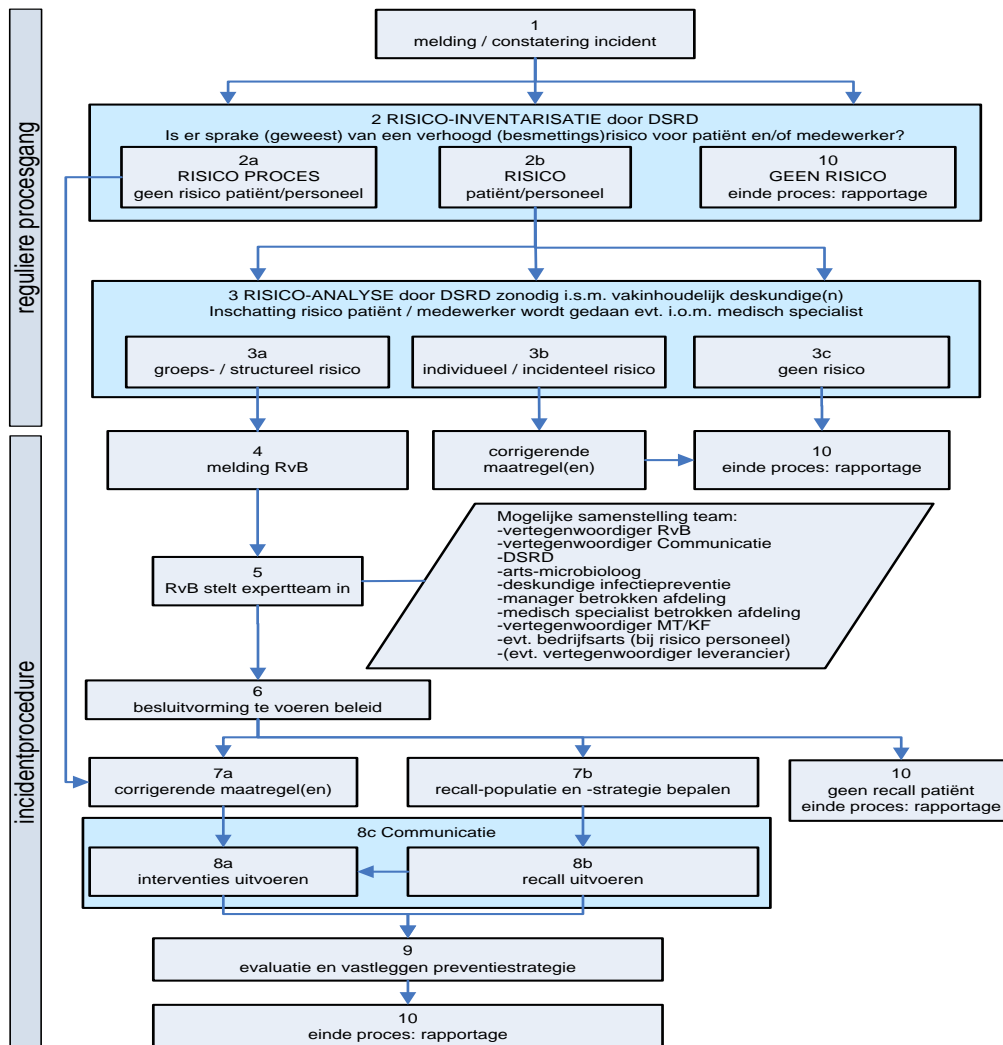 reguliere procesgang
1
melding / constatering incident
2 RISICO-INVENTARISATIE door DSRD
Is er sprake (geweest) van een verhoogd (besmettings)risico voor patiënt en/of medewerker?
2a
RISICO PROCES
geen risico patiënt/personeel
2b
RISICO
patiënt/personeel
10
GEEN RISICO
einde proces: rapportage
3 RISICO-ANALYSE door DSRD zonodig i.s.m. vakinhoudelijk deskundige(n)
Inschatting risico patiënt / medewerker wordt gedaan evt. i.o.m. medisch specialist
3a
groeps- / structureel risico
3b
individueel / incidenteel risico
3c
geen risico
incidentprocedure
4
melding RvB
corrigerende
maatregel(en)
10
einde proces: rapportage
5
RvB stelt expertteam in
Mogelijke samenstelling team:
-vertegenwoordiger RvB
-vertegenwoordiger Communicatie
-DSRD
-arts-microbioloog
-deskundige infectiepreventie
-manager betrokken afdeling
-medisch specialist betrokken afdeling
-vertegenwoordiger MT/KF
-evt. bedrijfsarts (bij risico personeel)
-(evt. vertegenwoordiger leverancier)
6
besluitvorming te voeren beleid
7a
corrigerende maatregel(en)
7b
recall-populatie en -strategie bepalen
10
geen recall patiënt
einde proces: rapportage
8c Communicatie
8a
interventies uitvoeren
8b
recall uitvoeren
9
evaluatie en vastleggen preventiestrategie
10
einde proces: rapportage